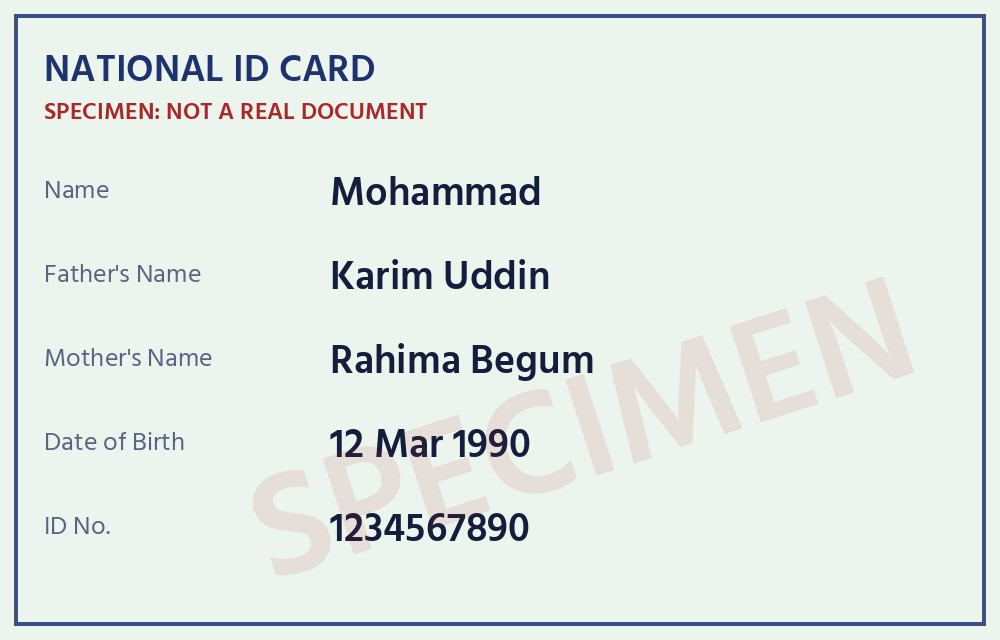 NATIONAL ID CARD
SPECIMEN: NOT A REAL DOCUMENT
Name Mohammad
Father's Name Karim Uddin
Mother's Name Rahima Begum
Date of Birth 12 Mar 1990
ID No. 1234567890
SPECIMEN